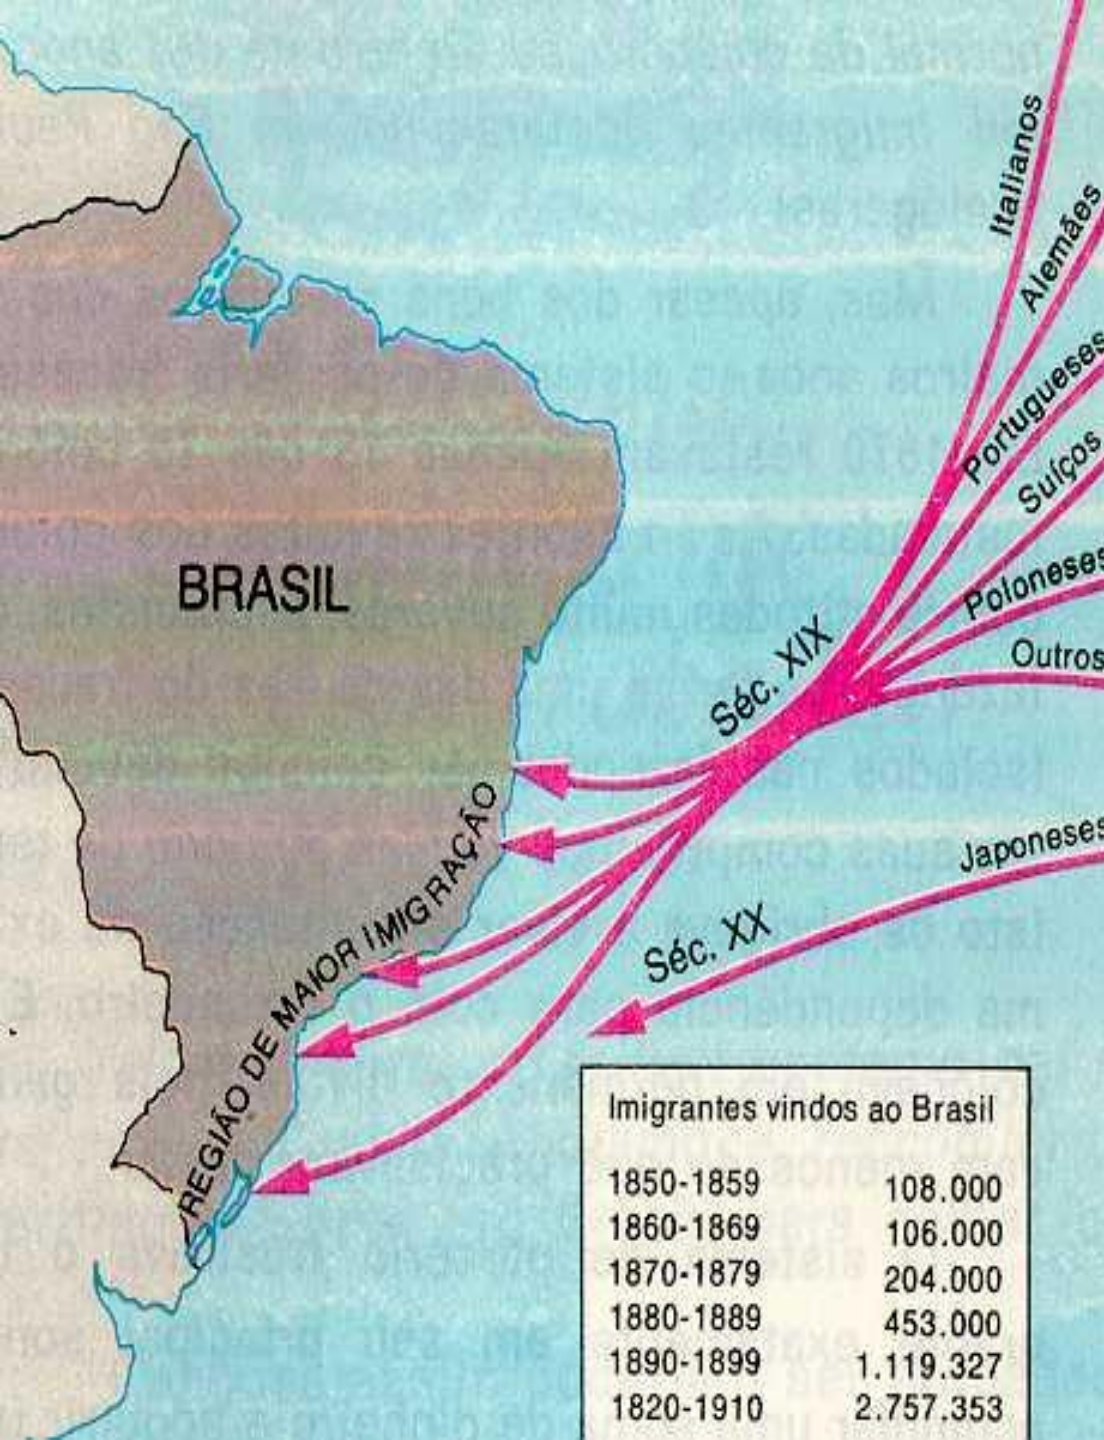 Italianos
Alemães
Portugueses
Suíços
Poloneses
Outros
Séc. XIX
Japoneses
Séc. XX
BRASIL
REGIÃO DE MAIOR IMIGRAÇÃO
Imigrantes vindos ao Brasil
1850-1859 108.000
1860-1869 106.000
1870-1879 204.000
1880-1889 453.000
1890-1899 1.119.327
1820-1910 2.757.353